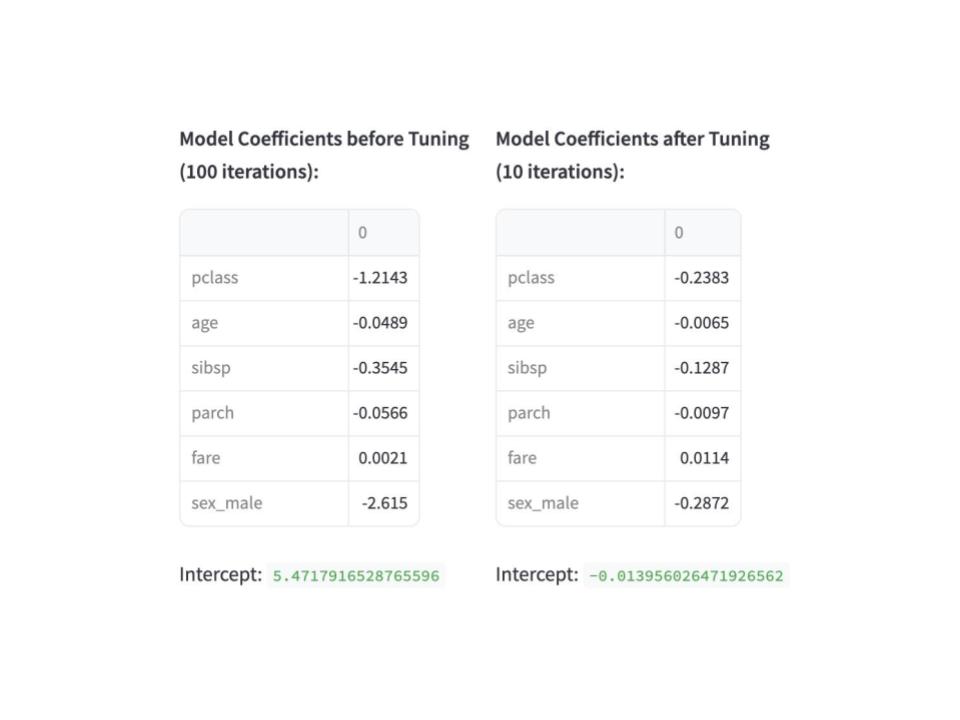 Model Coefficients before Tuning
(100 iterations):
0
pclass -1.2143
age -0.0489
sibsp -0.3545
parch -0.0566
fare 0.0021
sex_male -2.615
Intercept: 5.4717916528765596
Model Coefficients after Tuning
(10 iterations):
0
pclass -0.2383
age -0.0065
sibsp -0.1287
parch -0.0097
fare 0.0114
sex_male -0.2872
Intercept: -0.013956026471926562